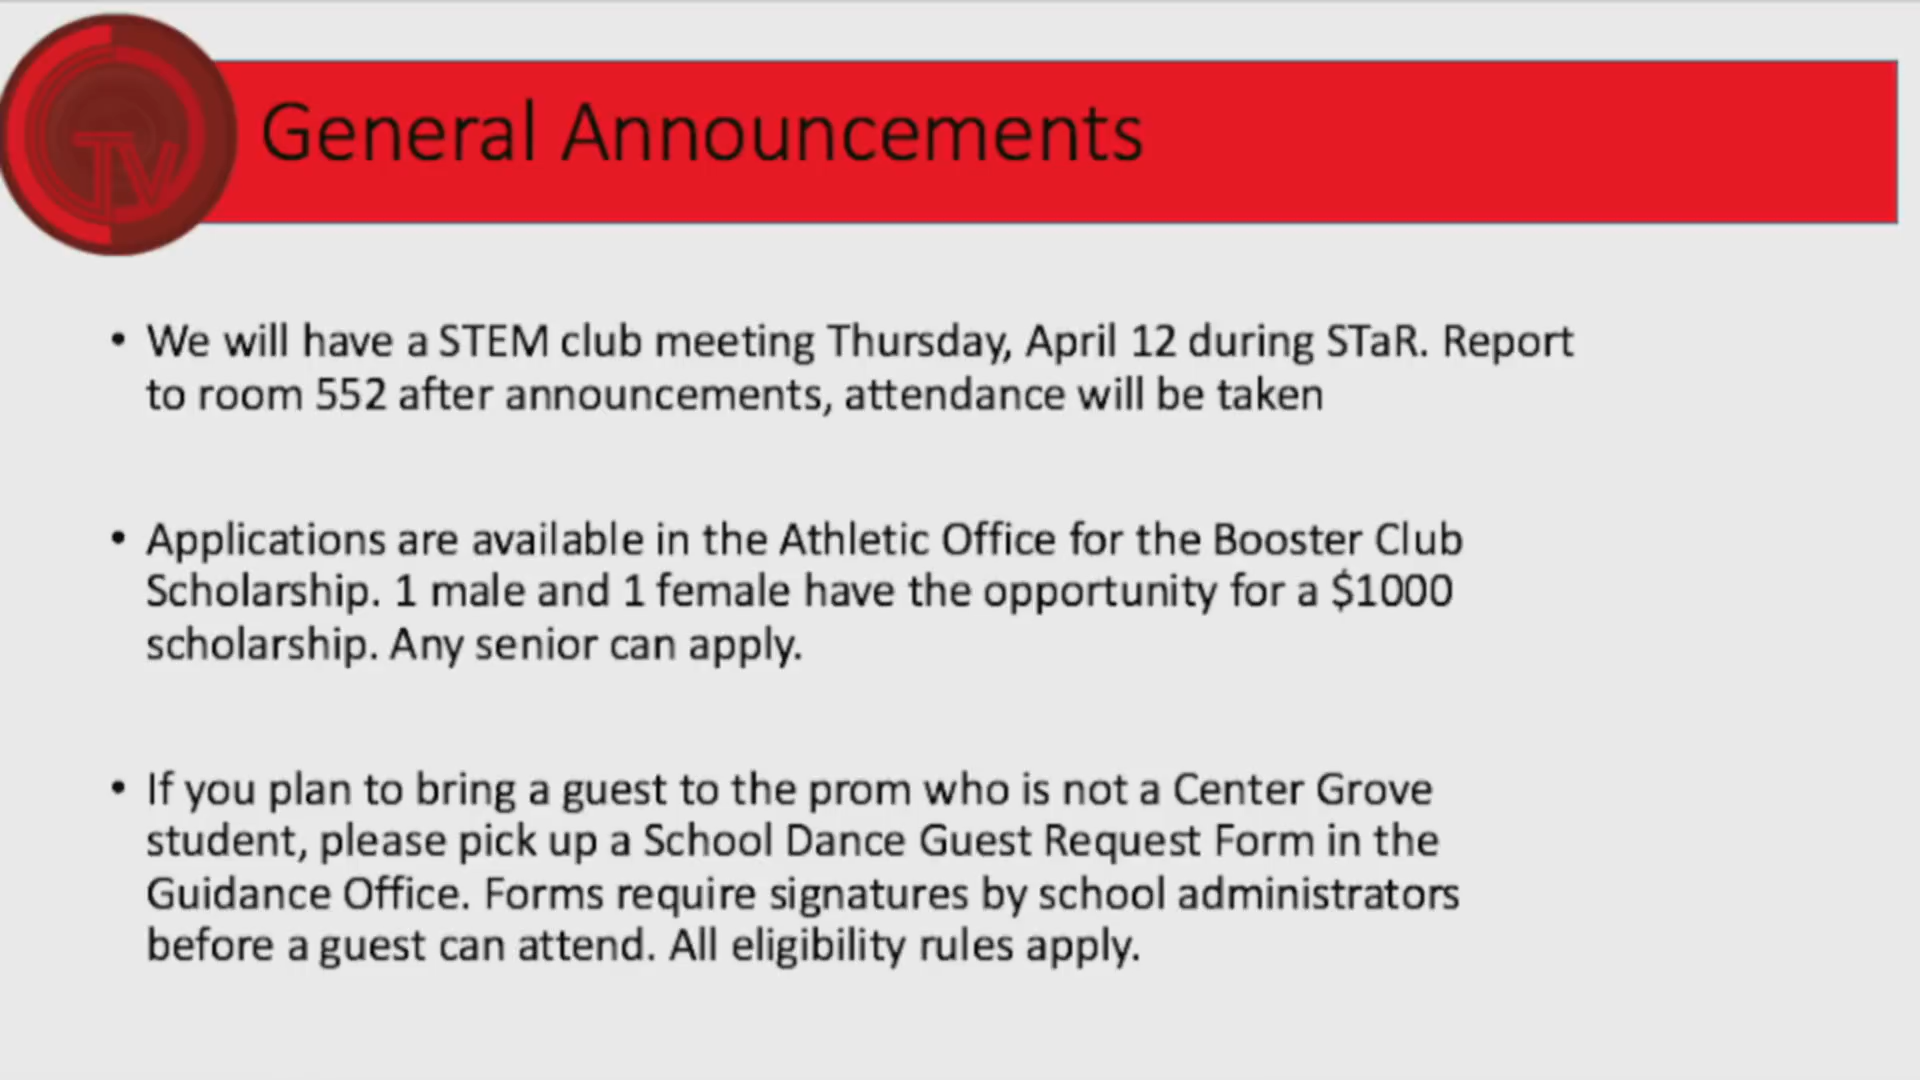 TV
General Announcements
• We will have a STEM club meeting Thursday, April 12 during STaR. Report
to room 552 after announcements, attendance will be taken
• Applications are available in the Athletic Office for the Booster Club
Scholarship. 1 male and 1 female have the opportunity for a $1000
scholarship. Any senior can apply.
• If you plan to bring a guest to the prom who is not a Center Grove
student, please pick up a School Dance Guest Request Form in the
Guidance Office. Forms require signatures by school administrators
before a guest can attend. All eligibility rules apply.